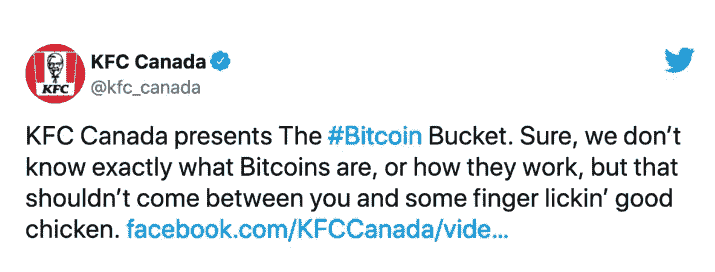 KFC Canada
@kfc_canada
KFC
KFC Canada presents The #Bitcoin Bucket. Sure, we don’t
know exactly what Bitcoins are, or how they work, but that
shouldn’t come between you and some finger lickin’ good
chicken. facebook.com/KFCCanada/vide...